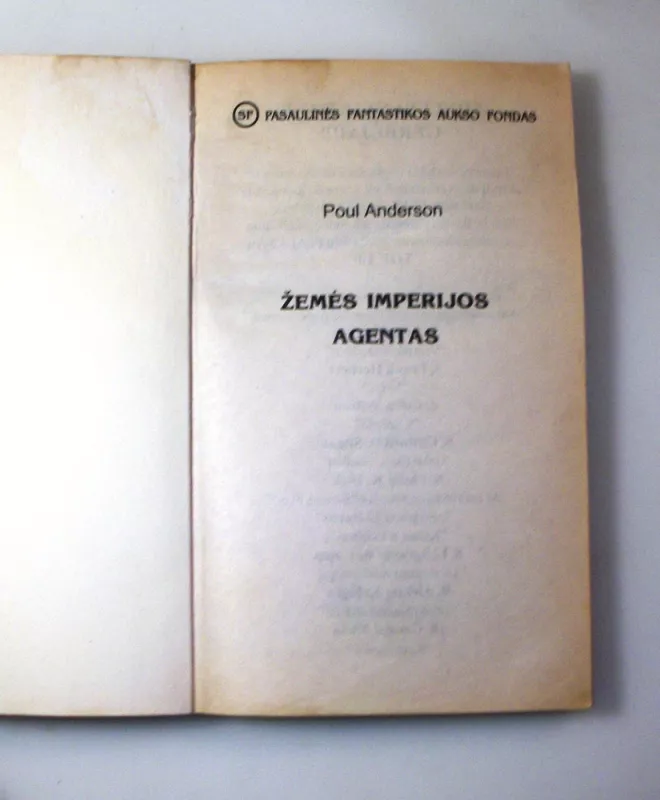 SF PASAULINĖS FANTASTIKOS AUKSO FONDAS
Poul Anderson
ŽEMĖS IMPERIJOS
AGENTAS